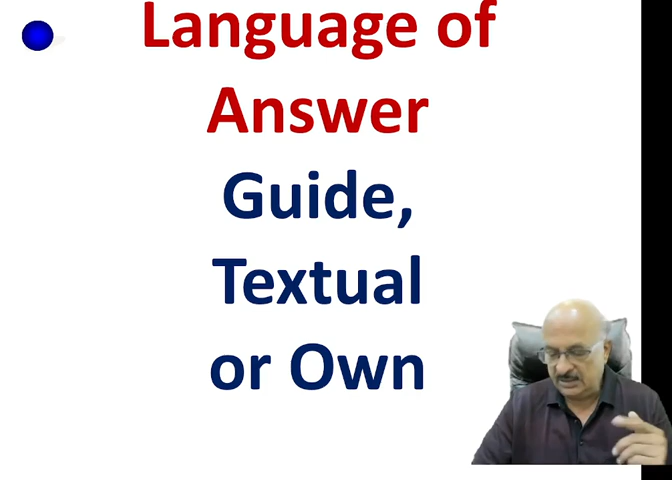 Language of
Answer
Guide,
Textual
or Own